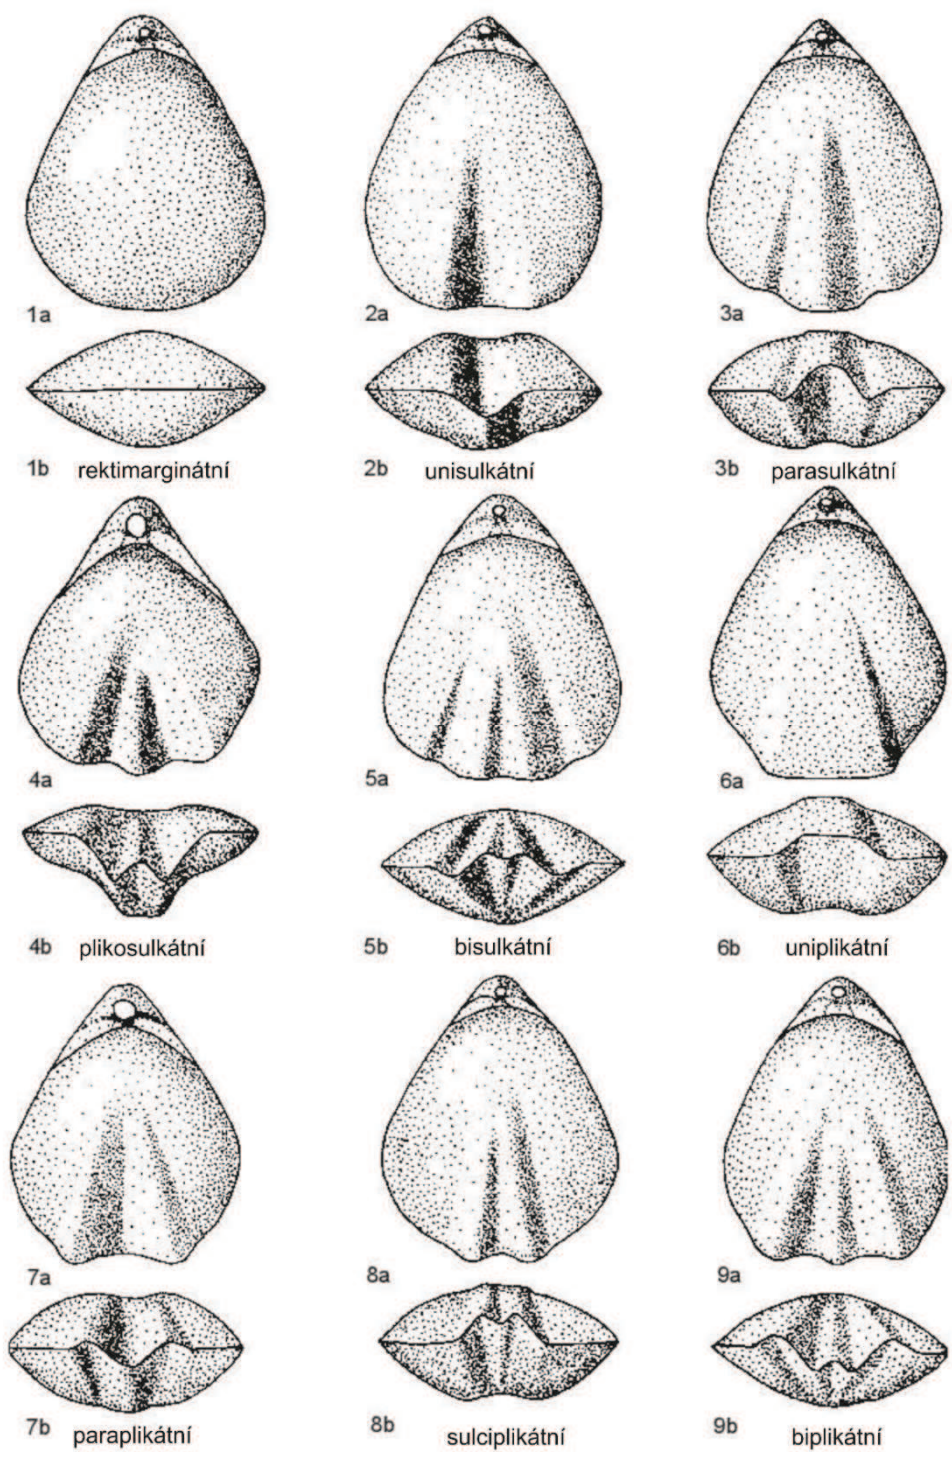 1a
2a
3a
1b rektimarginátní
2b unisulkátní
3b parasulkátní
4a
5a
6a
4b plikosulkátní
5b bisulkátní
6b uniplikátní
7a
8a
9a
7b paraplikátní
8b sulciplikátní
9b biplikátní